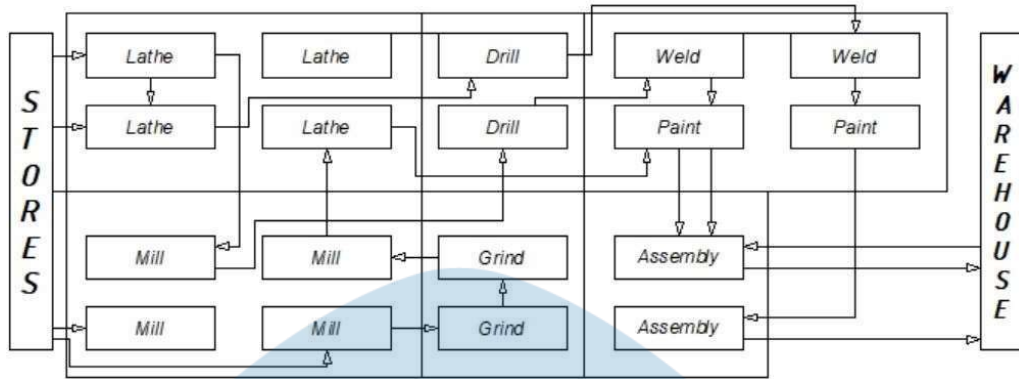 STORES
Lathe Lathe Drill Weld Weld
Lathe Lathe Drill Paint Paint
Mill Mill Grind Assembly
Mill Mill Grind Assembly
WAREHOUSE